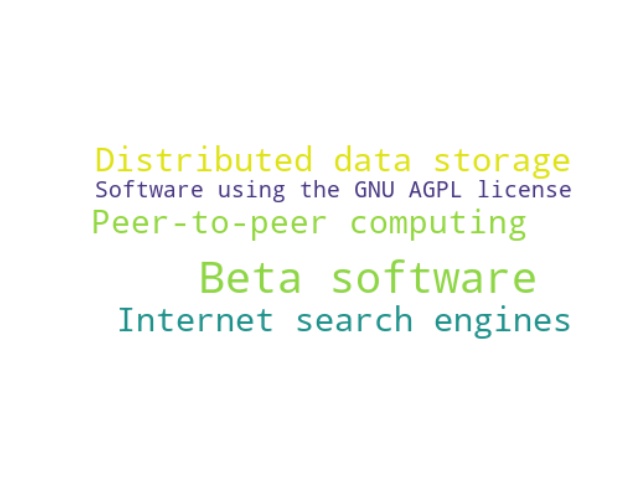 Distributed data storage
Software using the GNU AGPL license
Peer-to-peer computing
Beta software
Internet search engines